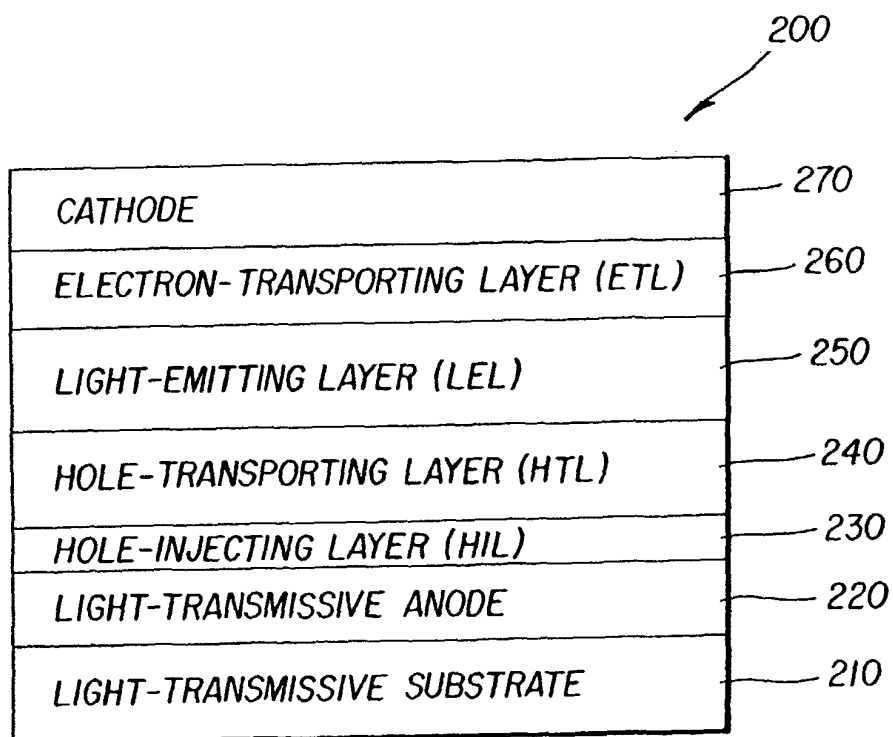 200
CATHODE 270
ELECTRON-TRANSPORTING LAYER (ETL) 260
LIGHT-EMITTING LAYER (LEL) 250
HOLE-TRANSPORTING LAYER (HTL) 240
HOLE-INJECTING LAYER (HIL) 230
LIGHT-TRANSMISSIVE ANODE 220
LIGHT-TRANSMISSIVE SUBSTRATE 210